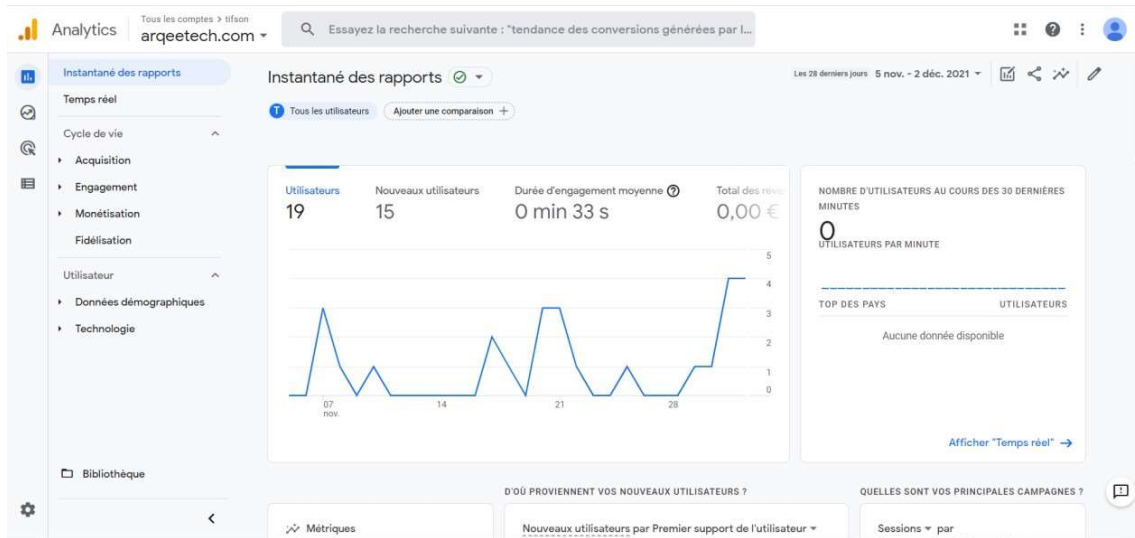 Analytics
Tous les comptes > tifson
arqeetech.com
Essayez la recherche suivante : "tendance des conversions générées par l...
Instantané des rapports
Temps réel
Cycle de vie
Acquisition
Engagement
Monétisation
Fidélisation
Utilisateur
Données démographiques
Technologie
Bibliothèque
Instantané des rapports
Les 28 derniers jours 5 nov. - 2 déc. 2021
T Tous les utilisateurs
Ajouter une comparaison +
Utilisateurs
19
Nouveaux utilisateurs
15
Durée d'engagement moyenne
0 min 33 s
Total des reve
0,00 €
5
4
3
2
1
0
07
nov.
14
21
28
NOMBRE D'UTILISATEURS AU COURS DES 30 DERNIÈRES
MINUTES
0
UTILISATEURS PAR MINUTE
TOP DES PAYS
UTILISATEURS
Aucune donnée disponible
Afficher "Temps réel"
D'OÙ PROVIENNENT VOS NOUVEAUX UTILISATEURS ?
QUELLES SONT VOS PRINCIPALES CAMPAGNES ?
Métriques
Nouveaux utilisateurs par Premier support de l'utilisateur
Sessions par